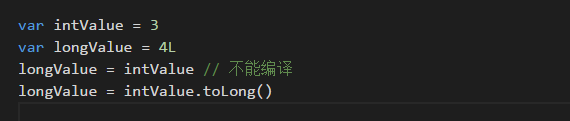 var intValue = 3
var longValue = 4L
longValue = intValue // 不能编译
longValue = intValue.toLong()